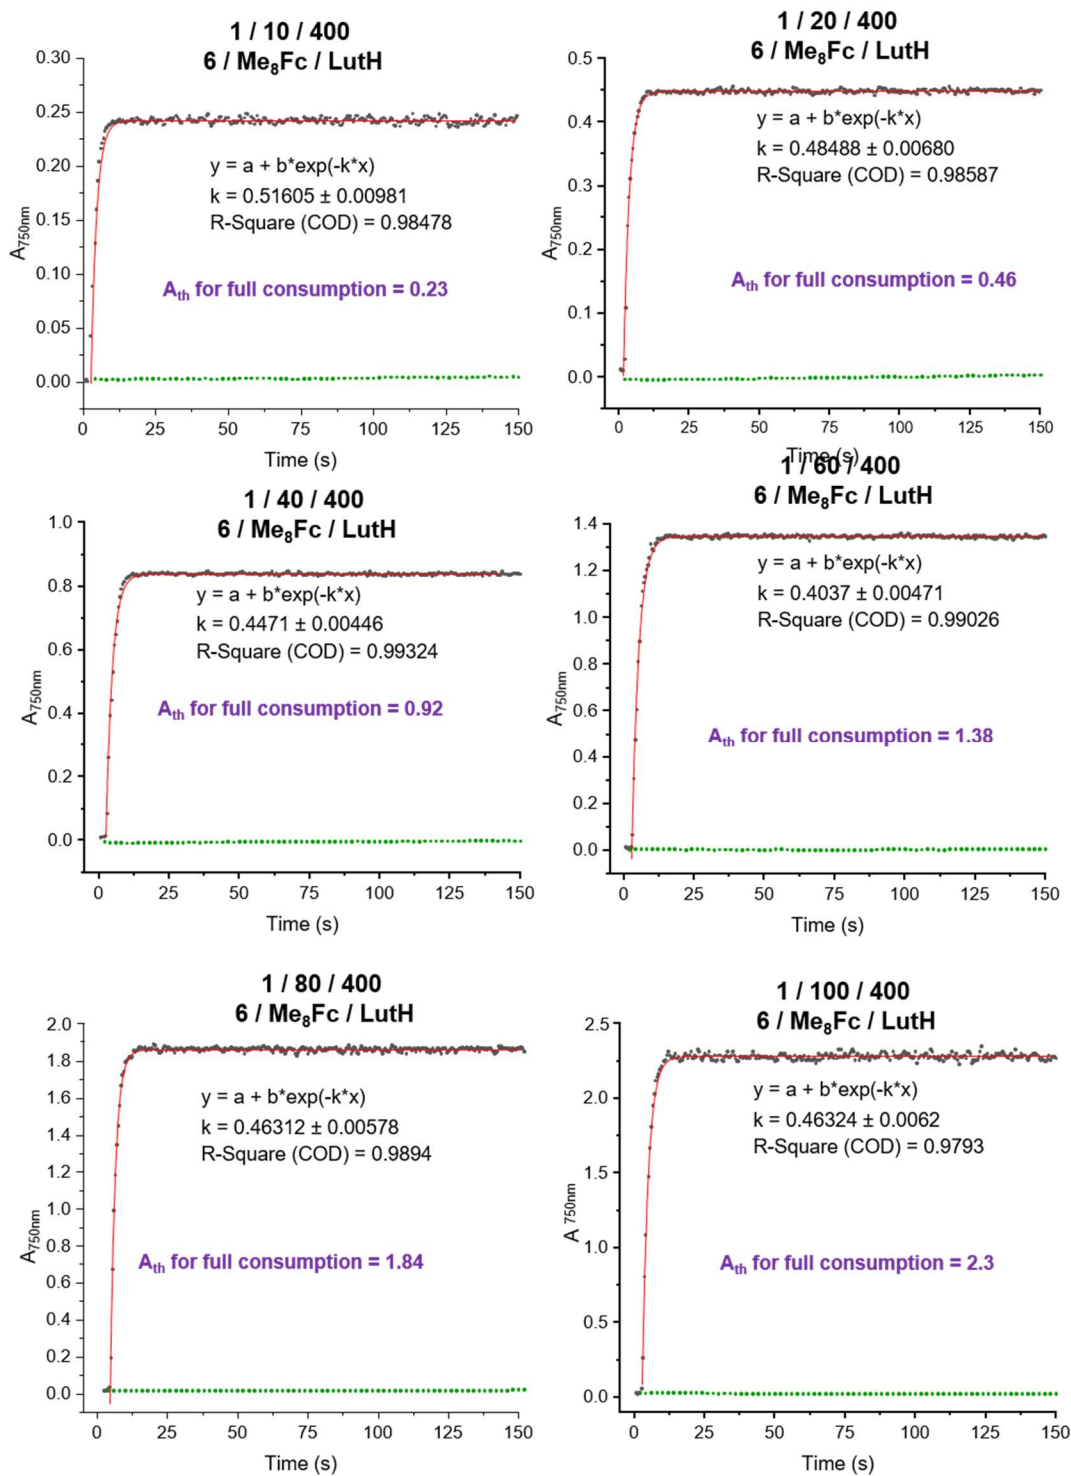 1 / 10 / 400
6 / Me₈Fc / LutH
0.30
0.25
0.20
0.15
0.10
0.05
0.00
A750nm
y = a + b*exp(-k*x)
k = 0.51605 ± 0.00981
R-Square (COD) = 0.98478
Ath for full consumption = 0.23
0 25 50 75 100 125 150
Time (s)
1 / 20 / 400
6 / Me₈Fc / LutH
0.5
0.4
0.3
0.2
0.1
0.0
A750nm
y = a + b*exp(-k*x)
k = 0.48488 ± 0.00680
R-Square (COD) = 0.98587
Ath for full consumption = 0.46
0 25 50 75 100 125 150
Time (s)
1 / 40 / 400
6 / Me₈Fc / LutH
1.0
0.8
0.6
0.4
0.2
0.0
A750nm
y = a + b*exp(-k*x)
k = 0.4471 ± 0.00446
R-Square (COD) = 0.99324
Ath for full consumption = 0.92
0 25 50 75 100 125 150
Time (s)
1 / 60 / 400
6 / Me₈Fc / LutH
1.4
1.2
1.0
0.8
0.6
0.4
0.2
0.0
A750nm
y = a + b*exp(-k*x)
k = 0.4037 ± 0.00471
R-Square (COD) = 0.99026
Ath for full consumption = 1.38
0 25 50 75 100 125 150
Time (s)
1 / 80 / 400
6 / Me₈Fc / LutH
2.0
1.8
1.6
1.4
1.2
1.0
0.8
0.6
0.4
0.2
0.0
A750nm
y = a + b*exp(-k*x)
k = 0.46312 ± 0.00578
R-Square (COD) = 0.9894
Ath for full consumption = 1.84
0 25 50 75 100 125 150
Time (s)
1 / 100 / 400
6 / Me₈Fc / LutH
2.5
2.0
1.5
1.0
0.5
0.0
A 750nm
y = a + b*exp(-k*x)
k = 0.46324 ± 0.0062
R-Square (COD) = 0.9793
Ath for full consumption = 2.3
0 25 50 75 100 125 150
Time (s)